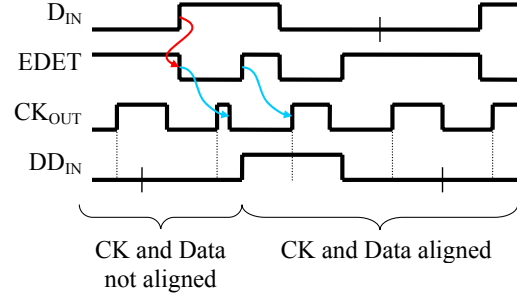 D_IN
EDET
CK_OUT
DD_IN
CK and Data
not aligned
CK and Data aligned